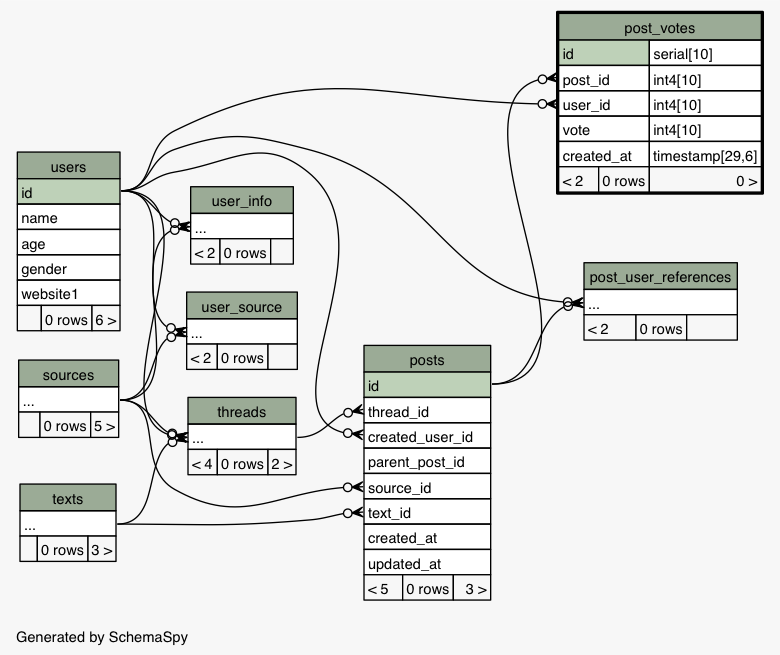 post_votes
id serial[10]
post_id int4[10]
user_id int4[10]
vote int4[10]
created_at timestamp[29,6]
< 2 0 rows 0 >
users
id
name
age
gender
website1
0 rows 6 >
user_info
...
< 2 0 rows
user_source
...
< 2 0 rows
post_user_references
...
< 2 0 rows
sources
...
0 rows 5 >
threads
...
< 4 0 rows 2 >
posts
id
thread_id
created_user_id
parent_post_id
source_id
text_id
created_at
updated_at
< 5 0 rows 3 >
texts
...
0 rows 3 >
Generated by SchemaSpy